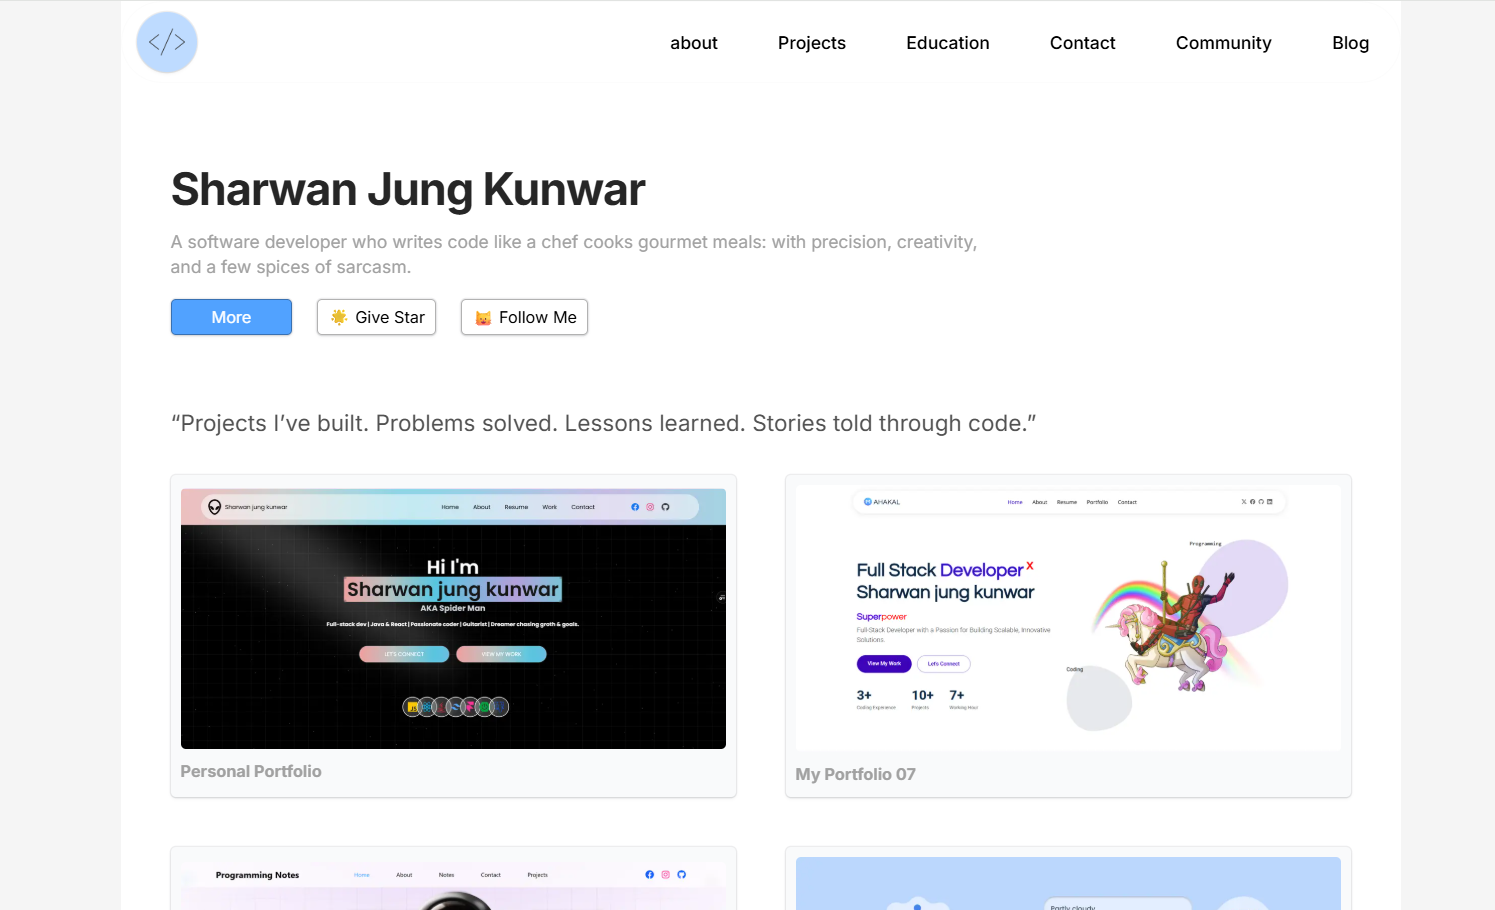 </>
about Projects Education Contact Community Blog
Sharwan Jung Kunwar
A software developer who writes code like a chef cooks gourmet meals: with precision, creativity,
and a few spices of sarcasm.
More
🌟 Give Star
😸 Follow Me
“Projects I’ve built. Problems solved. Lessons learned. Stories told through code.”
Sharwan jung kunwar
Home About Resume Work Contact
Hi I'm
Sharwan jung kunwar
AKA Spider Man
Full-stack dev | Java & React | Passionate coder | Guitarist | Dreamer chasing groth & goals.
LET'S CONNECT
VIEW MY WORK
JS
Personal Portfolio
AHAKAL
Home About Resume Portfolio Contact
Programming
Full Stack Developer X
Sharwan jung kunwar
Superpower
Full-Stack Developer with a Passion for Building Scalable, Innovative
Solutions.
View My Work
Let's Connect
Coding
3+ 10+ 7+
Coding Experience Projects Working Hour
My Portfolio 07
Programming Notes
Home About Notes Contact Projects
Partly cloudy